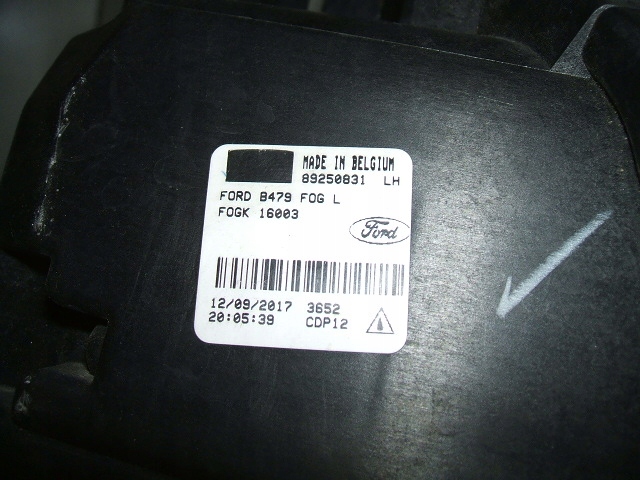 MADE IN BELGIUM
89250831 LH
FORD B479 FOG L
FOGK 16003
Ford
12/09/2017 3652
20:05:39 CDP12